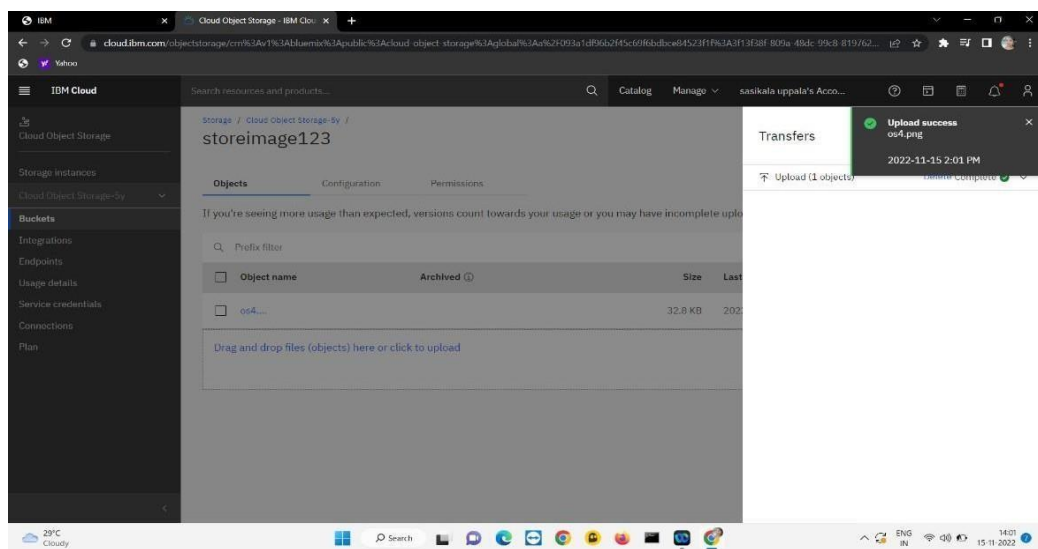 IBM
Cloud Object Storage - IBM Clou
Yahoo
IBM Cloud
Search resources and products...
Catalog
Manage
sasikala uppala's Acco...
Cloud Object Storage
Storage instances
Cloud Object Storage-5y
Buckets
Integrations
Endpoints
Usage details
Service credentials
Connections
Plan
Storage / Cloud Object Storage-5y /
storeimage123
Objects
Configuration
Permissions
If you're seeing more usage than expected, versions count towards your usage or you may have incomplete uplo
Prefix filter
Object name
Archived
Size
Last
os4....
32.8 KB
202
Drag and drop files (objects) here or click to upload
Transfers
Upload success
os4.png
2022-11-15 2:01 PM
Upload (1 objects)
Delete Complete
29°C
Cloudy
Search
ENG
IN
14:01
15-11-2022